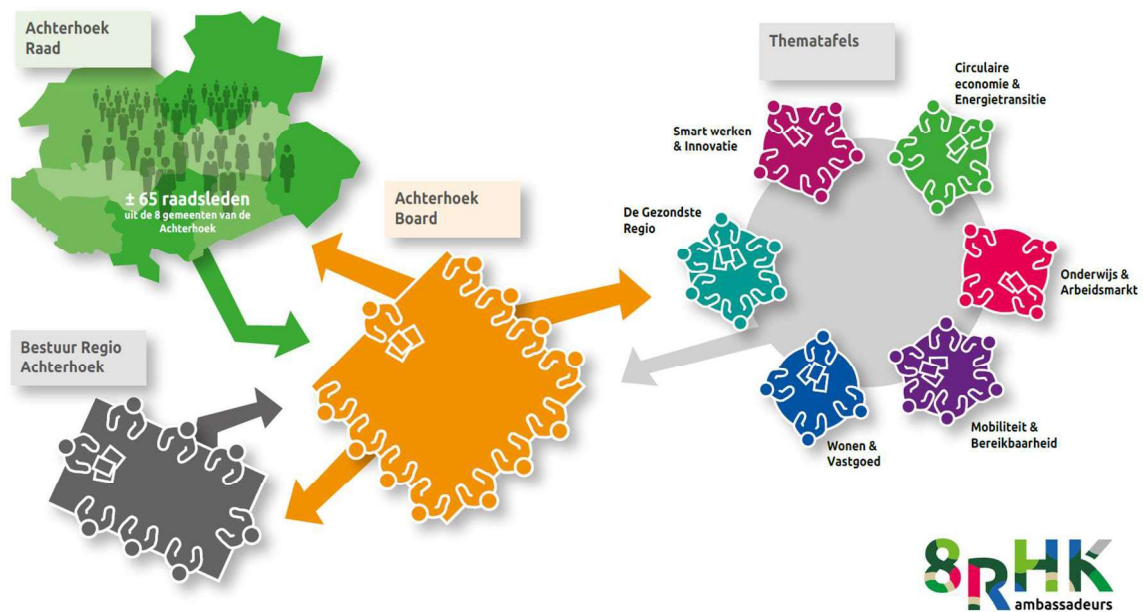 Achterhoek
Raad
± 65 raadsleden
uit de 8 gemeenten van de
Achterhoek
Bestuur Regio
Achterhoek
Achterhoek
Board
Thematafels
Circulaire
economie &
Energietransitie
Smart werken
& Innovatie
De Gezondste
Regio
Onderwijs &
Arbeidsmarkt
Mobiliteit &
Bereikbaarheid
Wonen &
Vastgoed
8RHK
ambassadeurs